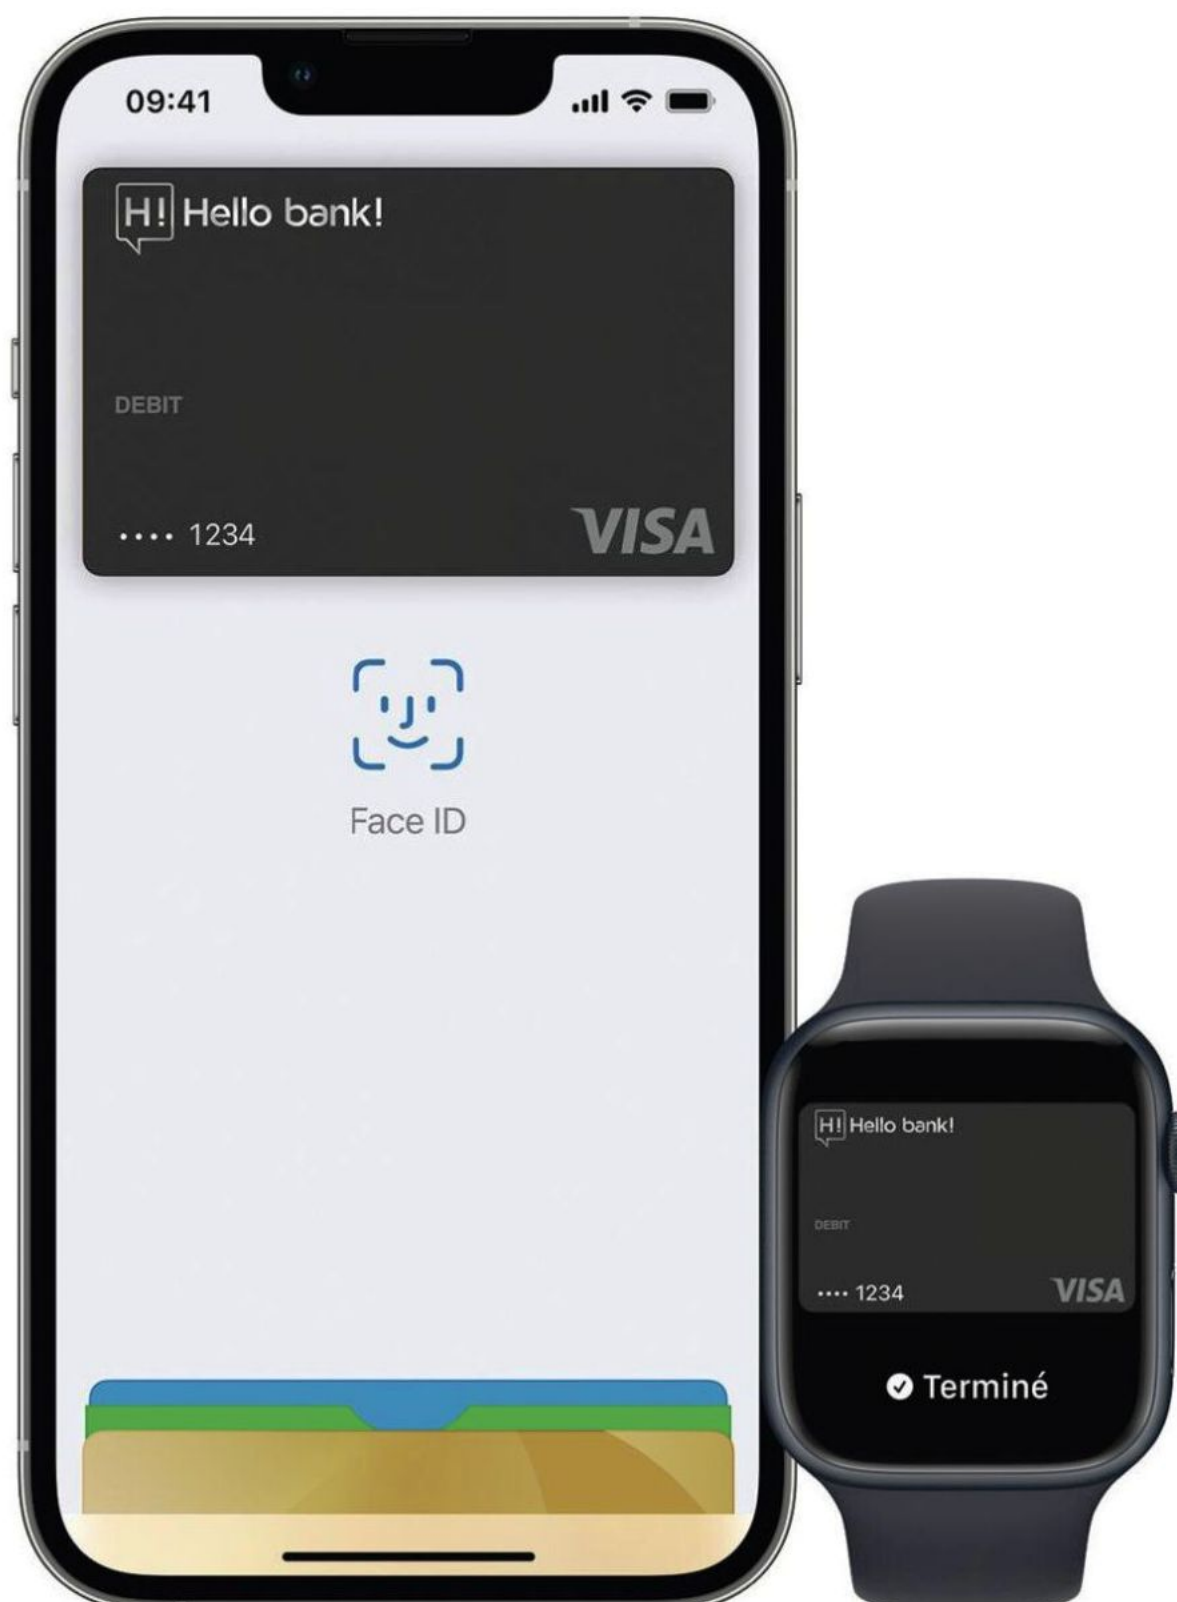 09:41
H! Hello bank!
DEBIT
•••• 1234
VISA
Face ID
H! Hello bank!
DEBIT
•••• 1234
VISA
Terminé